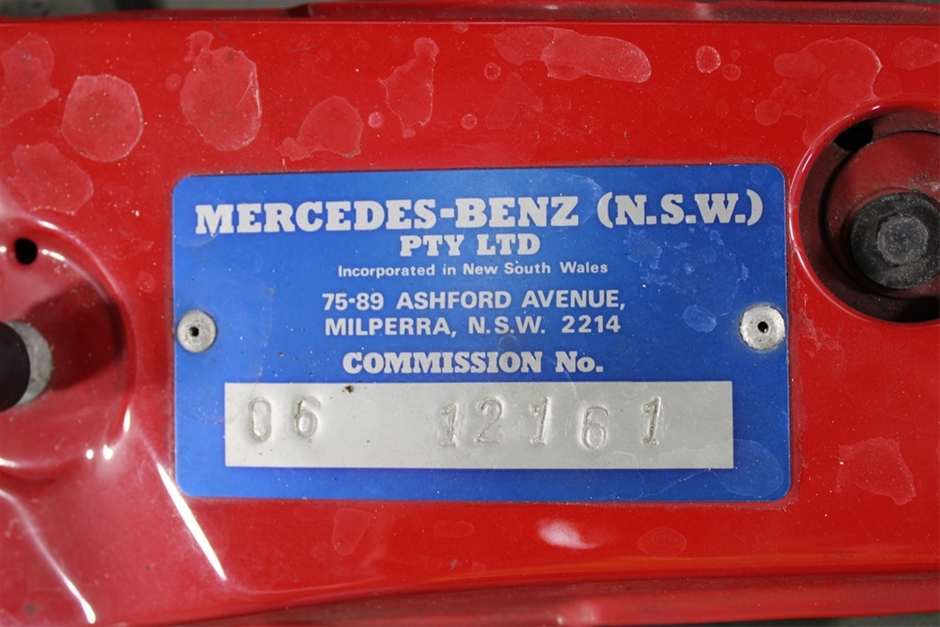 MERCEDES-BENZ (N.S.W.)
PTY LTD
Incorporated in New South Wales
75-89 ASHFORD AVENUE,
MILPERRA, N.S.W. 2214
COMMISSION No.
06 12161